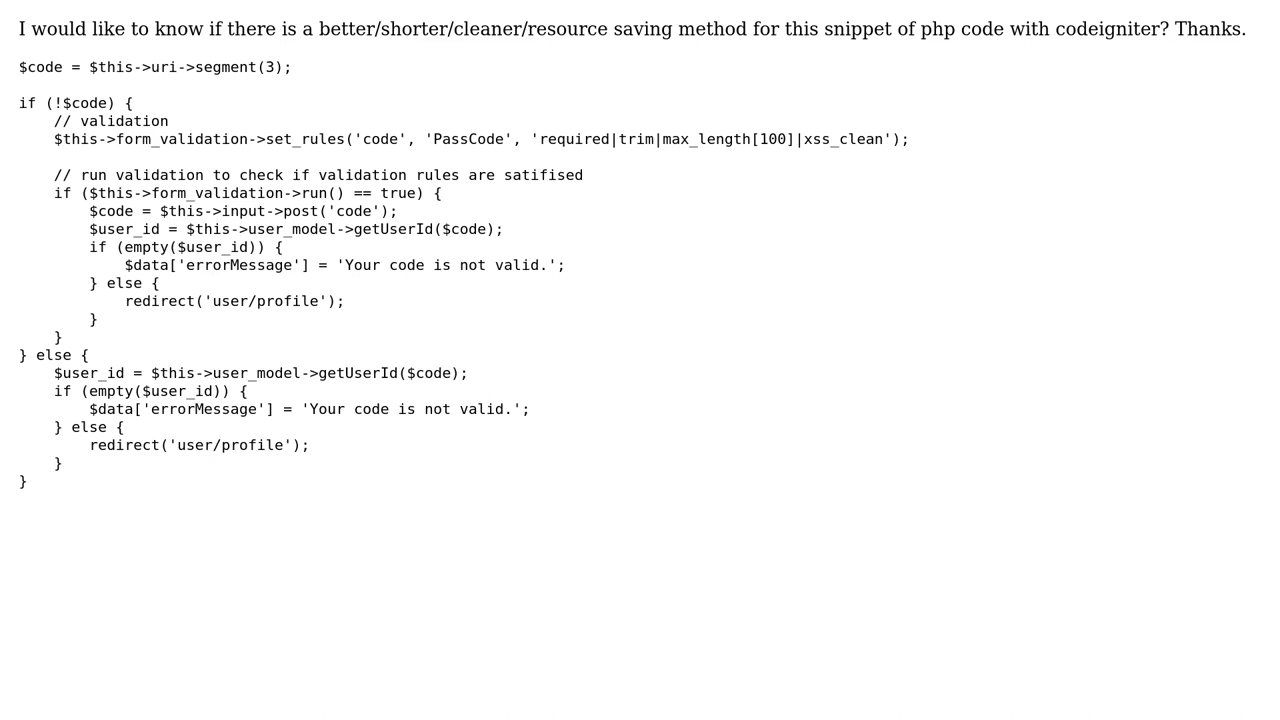 I would like to know if there is a better/shorter/cleaner/resource saving method for this snippet of php code with codeigniter? Thanks.
$code = $this->uri->segment(3);
if (!$code) {
    // validation
    $this->form_validation->set_rules('code', 'PassCode', 'required|trim|max_length[100]|xss_clean');
    // run validation to check if validation rules are satifised
    if ($this->form_validation->run() == true) {
        $code = $this->input->post('code');
        $user_id = $this->user_model->getUserId($code);
        if (empty($user_id)) {
            $data['errorMessage'] = 'Your code is not valid.';
        } else {
            redirect('user/profile');
        }
    }
} else {
    $user_id = $this->user_model->getUserId($code);
    if (empty($user_id)) {
        $data['errorMessage'] = 'Your code is not valid.';
    } else {
        redirect('user/profile');
    }
}